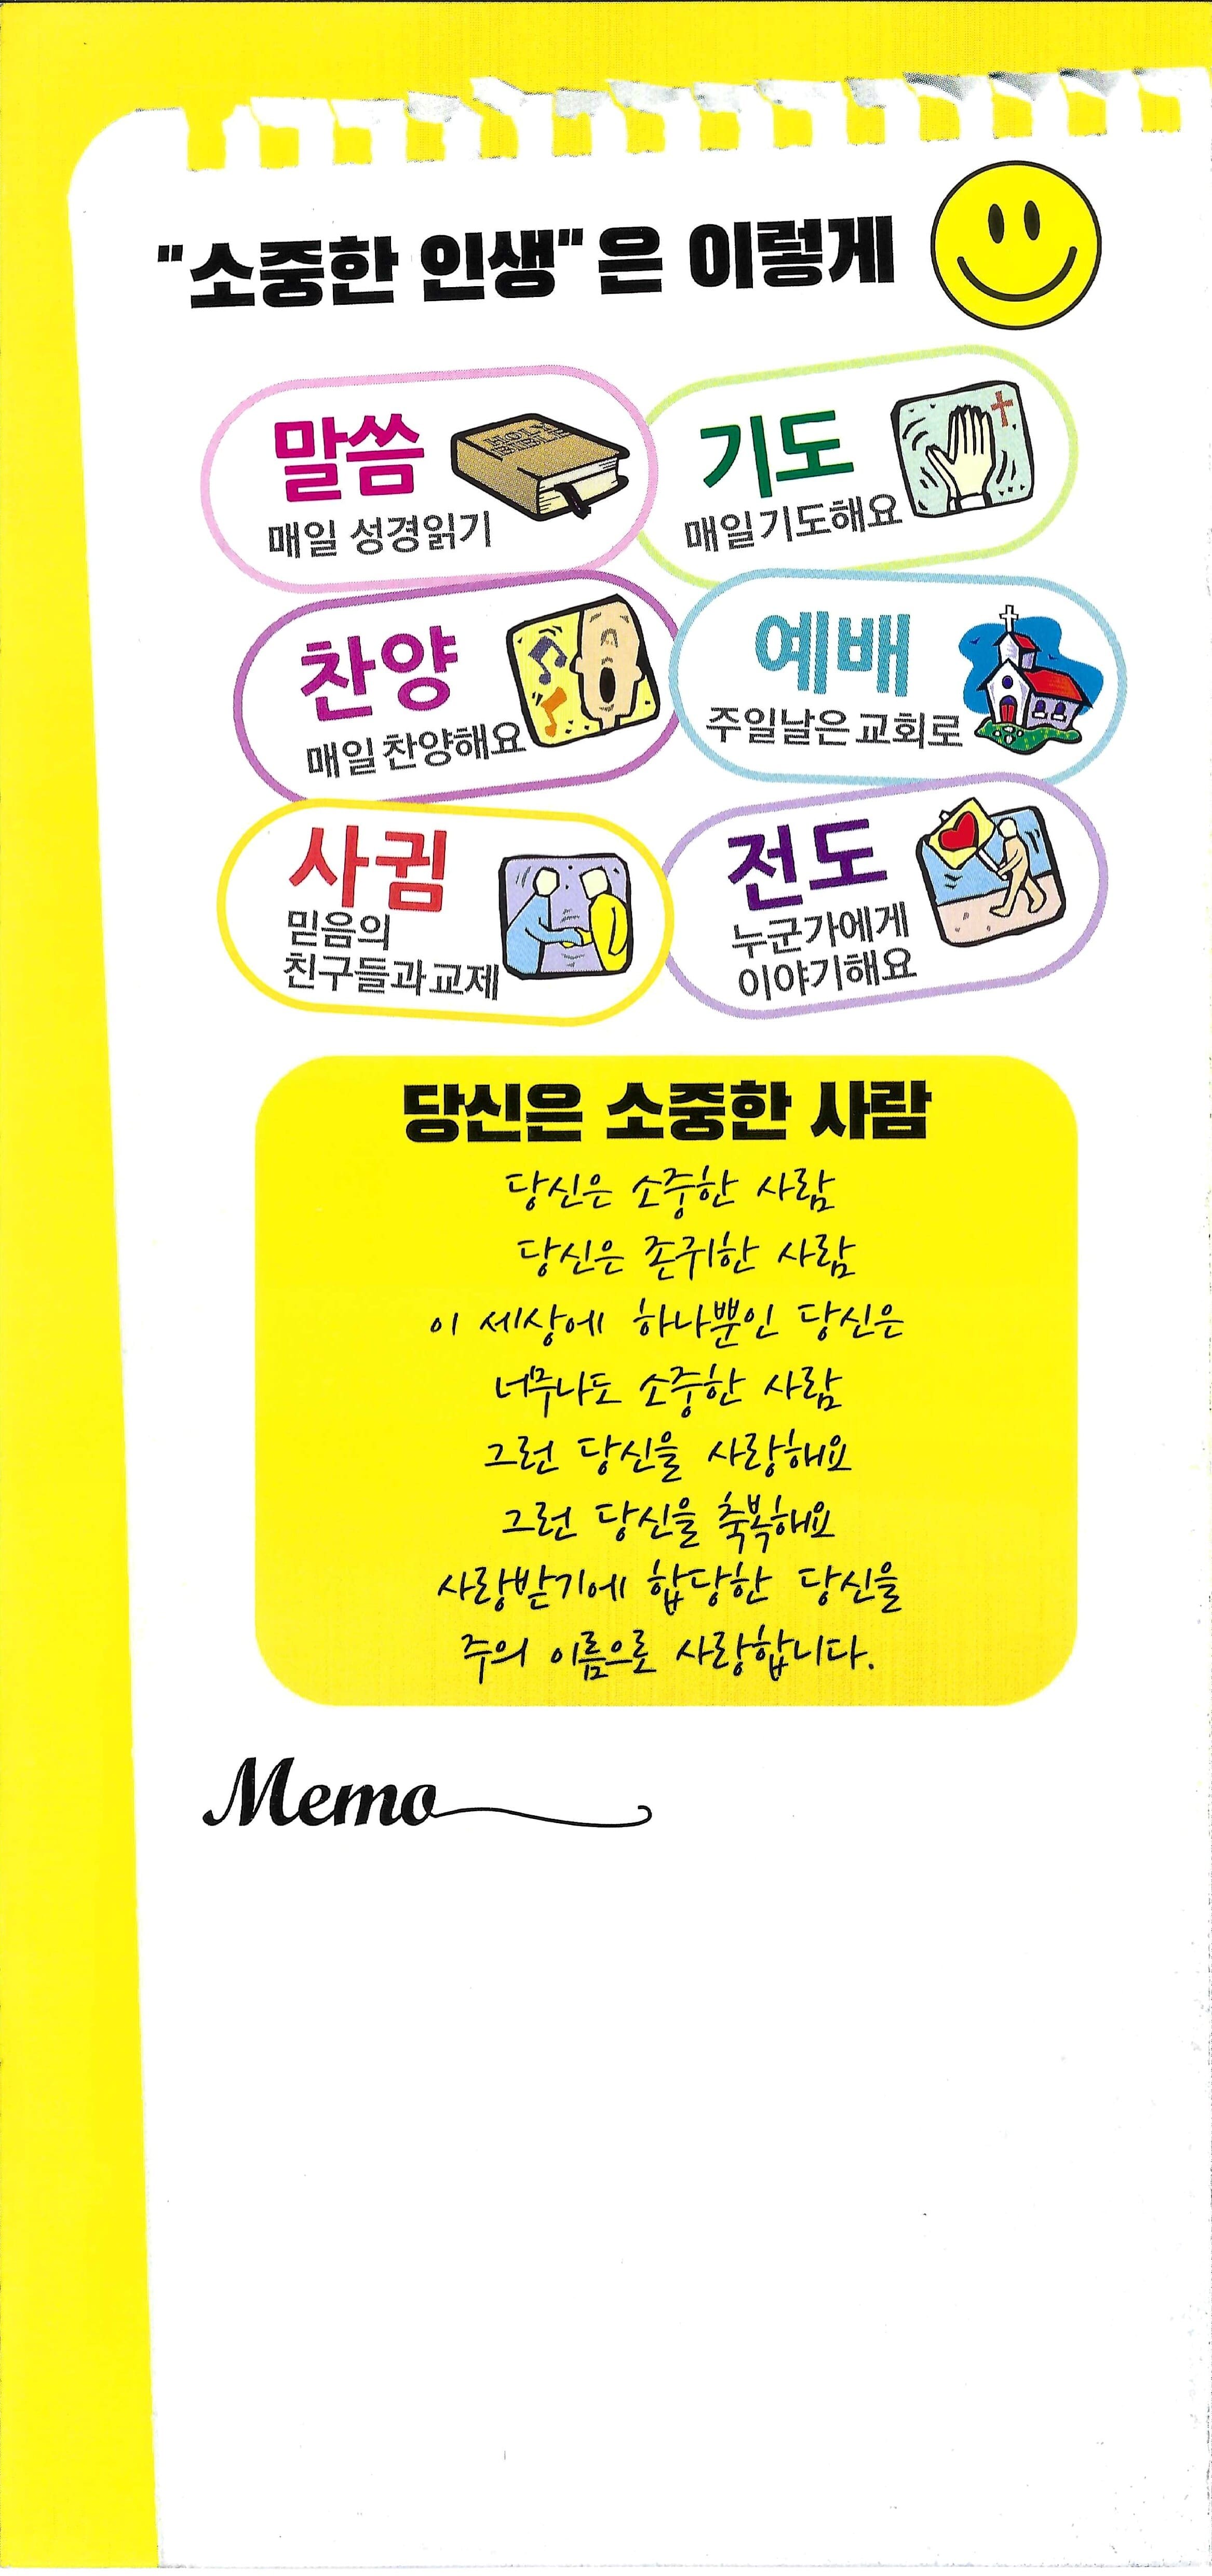 "소중한 인생"은 이렇게
말씀
HOLY
BIBLE
매일 성경읽기
기도
매일 기도해요
찬양
매일 찬양해요
예배
주일날은 교회로
사귐
믿음의
친구들과 교제
전도
누군가에게
이야기해요
당신은 소중한 사람
당신은 소중한 사람
당신은 존귀한 사람
이 세상에 하나뿐인 당신은
너무나도 소중한 사람
그런 당신을 사랑해요
그런 당신을 축복해요
사랑받기에 합당한 당신을
주의 이름으로 사랑합니다.
Memo